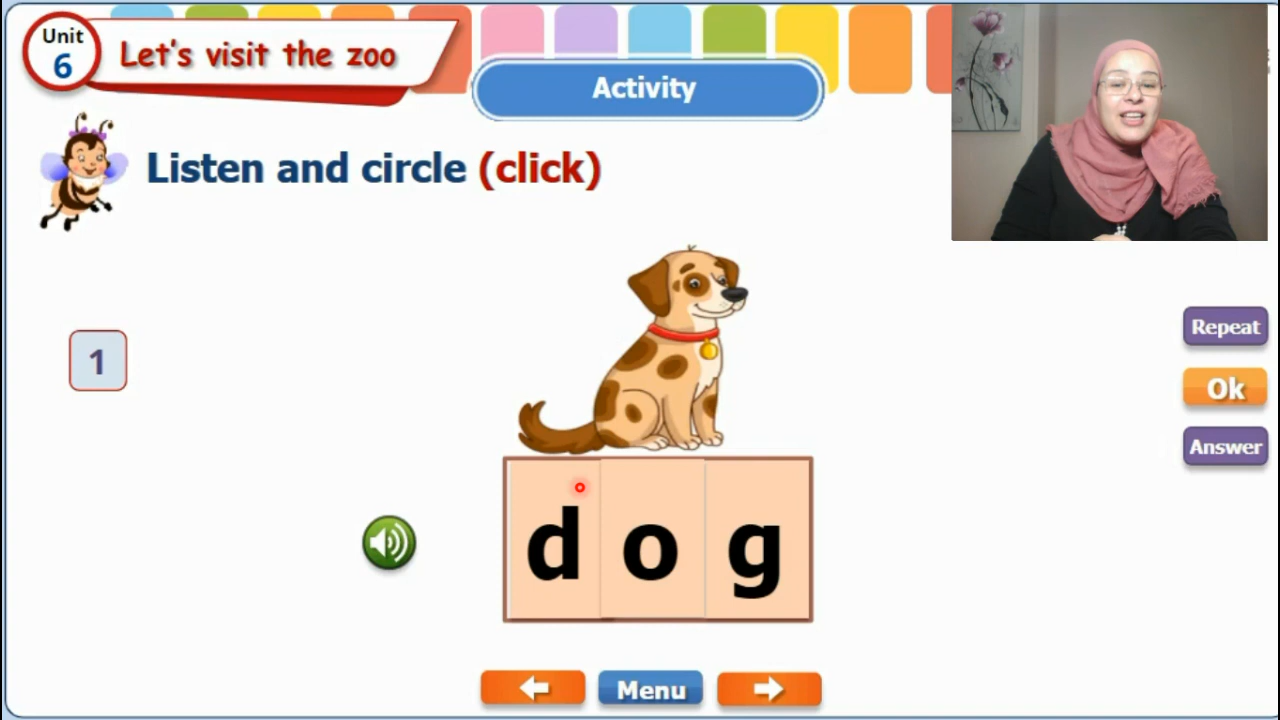 Unit
6
Let's visit the zoo
Activity
Listen and circle (click)
1
Repeat
Ok
Answer
d o g
Menu